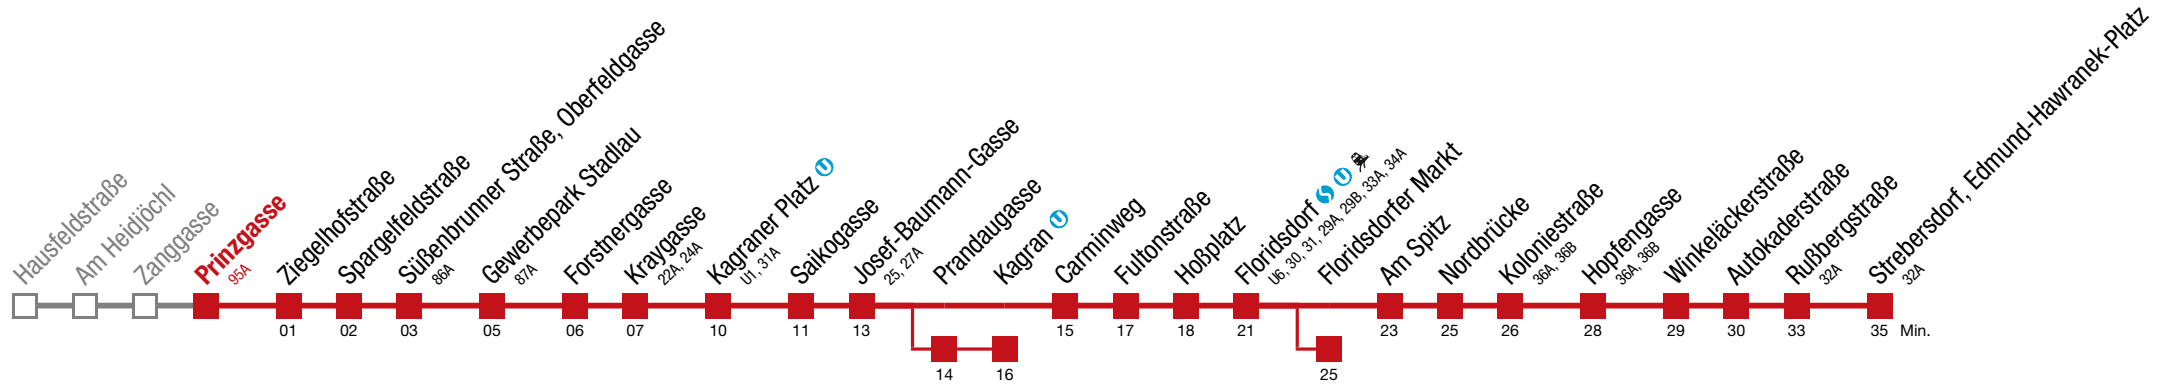 Hausfeldstraße
Am Heidjöchl
Zanggasse
Prinzgasse
95A
Ziegelhofstraße
Spargelfeldstraße
Süßenbrunner Straße, Oberfeldgasse
86A
Gewerbepark Stadlau
87A
Forstnergasse
Kraygasse
22A, 24A
Kagraner Platz U
U1, 31A
Saikogasse
Josef-Baumann-Gasse
25, 27A
Prandaugasse
Kagran U
Carminweg
Fultonstraße
Hoßplatz
Floridsdorf S U
U6, 30, 31, 29A, 29B, 33A, 34A
Floridsdorfer Markt
Am Spitz
Nordbrücke
Koloniestraße
36A, 36B
Hopfengasse
36A, 36B
Winkeläckerstraße
Autokaderstraße
Rußbergstraße
32A
Strebersdorf, Edmund-Hawranek-Platz
32A
01 02 03 05 06 07 10 11 13 15 17 18 21 23 25 26 28 29 30 33 35 Min.
14 16 25